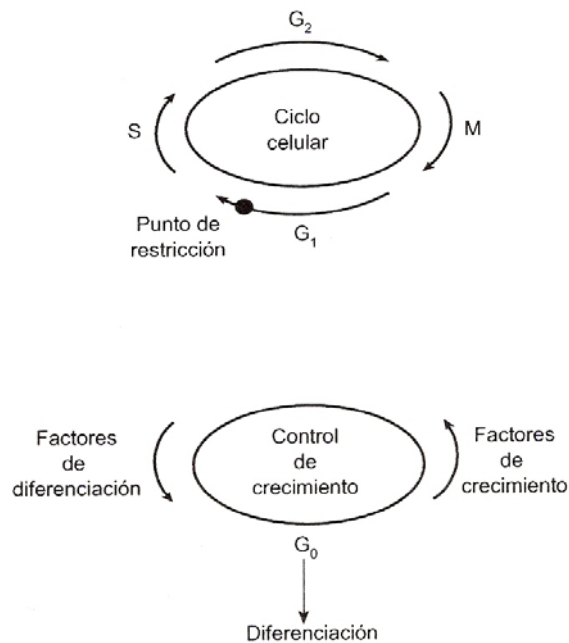 G₂
Ciclo
celular
S
M
Punto de
restricción
G₁
Factores
de
diferenciación
Control
de
crecimiento
Factores
de
crecimiento
G₀
Diferenciación